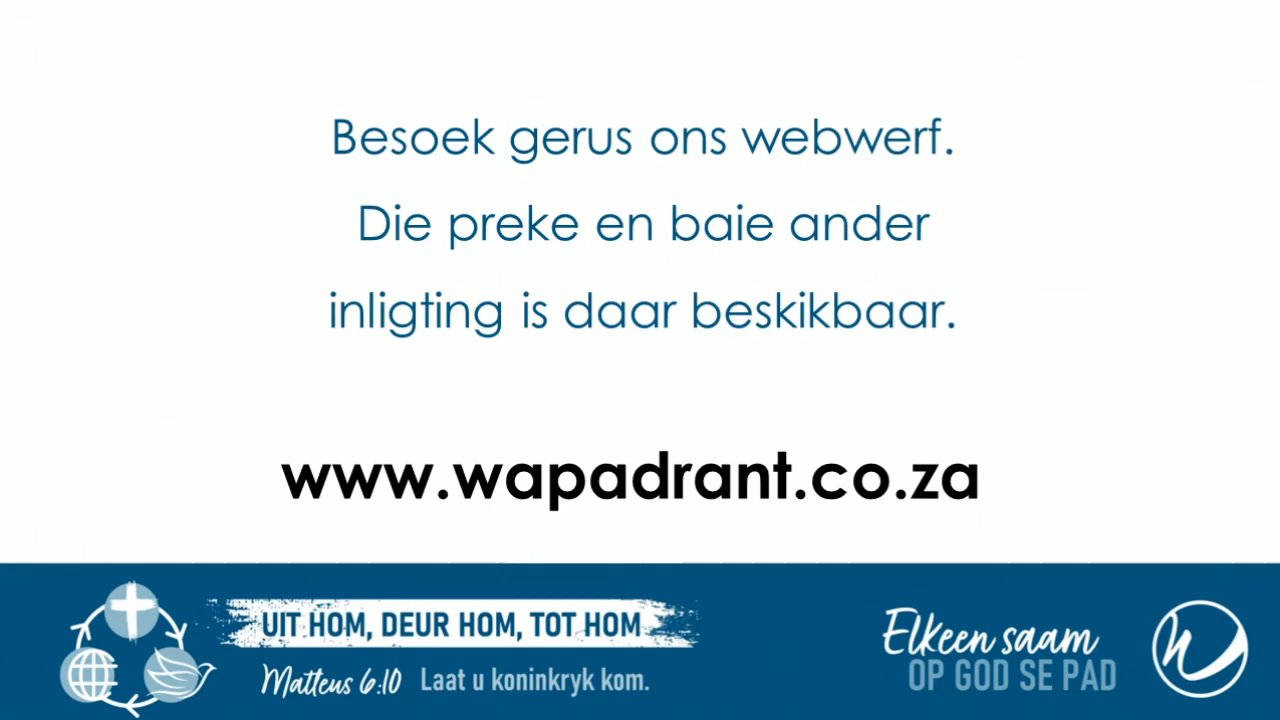 Besoek gerus ons webwerf.
Die preke en baie ander
inligting is daar beskikbaar.
www.wapadrant.co.za
UIT HOM, DEUR HOM, TOT HOM
Matteus 6:10 Laat u koninkryk kom.
Elkeen saam
OP GOD SE PAD